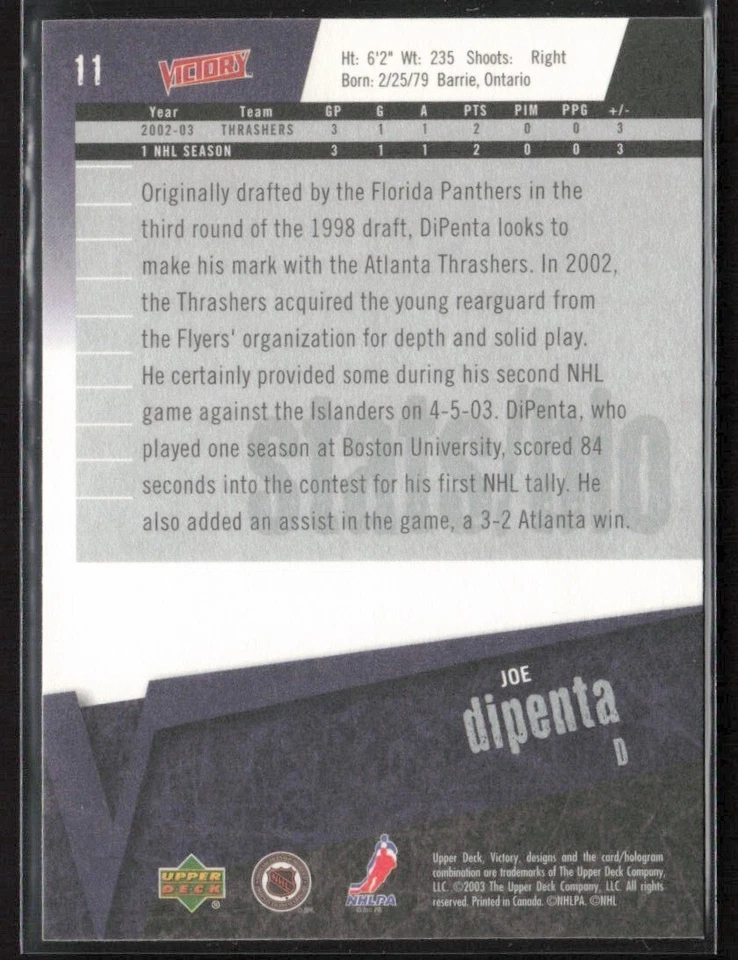 11
VICTORY
Ht: 6'2" Wt: 235 Shoots: Right
Born: 2/25/79 Barrie, Ontario
Year Team GP G A PTS PIM PPG +/-
2002-03 THRASHERS 3 1 1 2 0 0 3
1 NHL SEASON 3 1 1 2 0 0 3
Originally drafted by the Florida Panthers in the
third round of the 1998 draft, DiPenta looks to
make his mark with the Atlanta Thrashers. In 2002,
the Thrashers acquired the young rearguard from
the Flyers' organization for depth and solid play.
He certainly provided some during his second NHL
game against the Islanders on 4-5-03. DiPenta, who
played one season at Boston University, scored 84
seconds into the contest for his first NHL tally. He
also added an assist in the game, a 3-2 Atlanta win.
JOE
dipenta
D
UPPER
DECK
®
NHL
NHLPA
Upper Deck, Victory, designs and the card/hologram
combination are trademarks of The Upper Deck Company,
LLC. ©2003 The Upper Deck Company, LLC. All rights
reserved. Printed in Canada. ©NHLPA. ©NHL